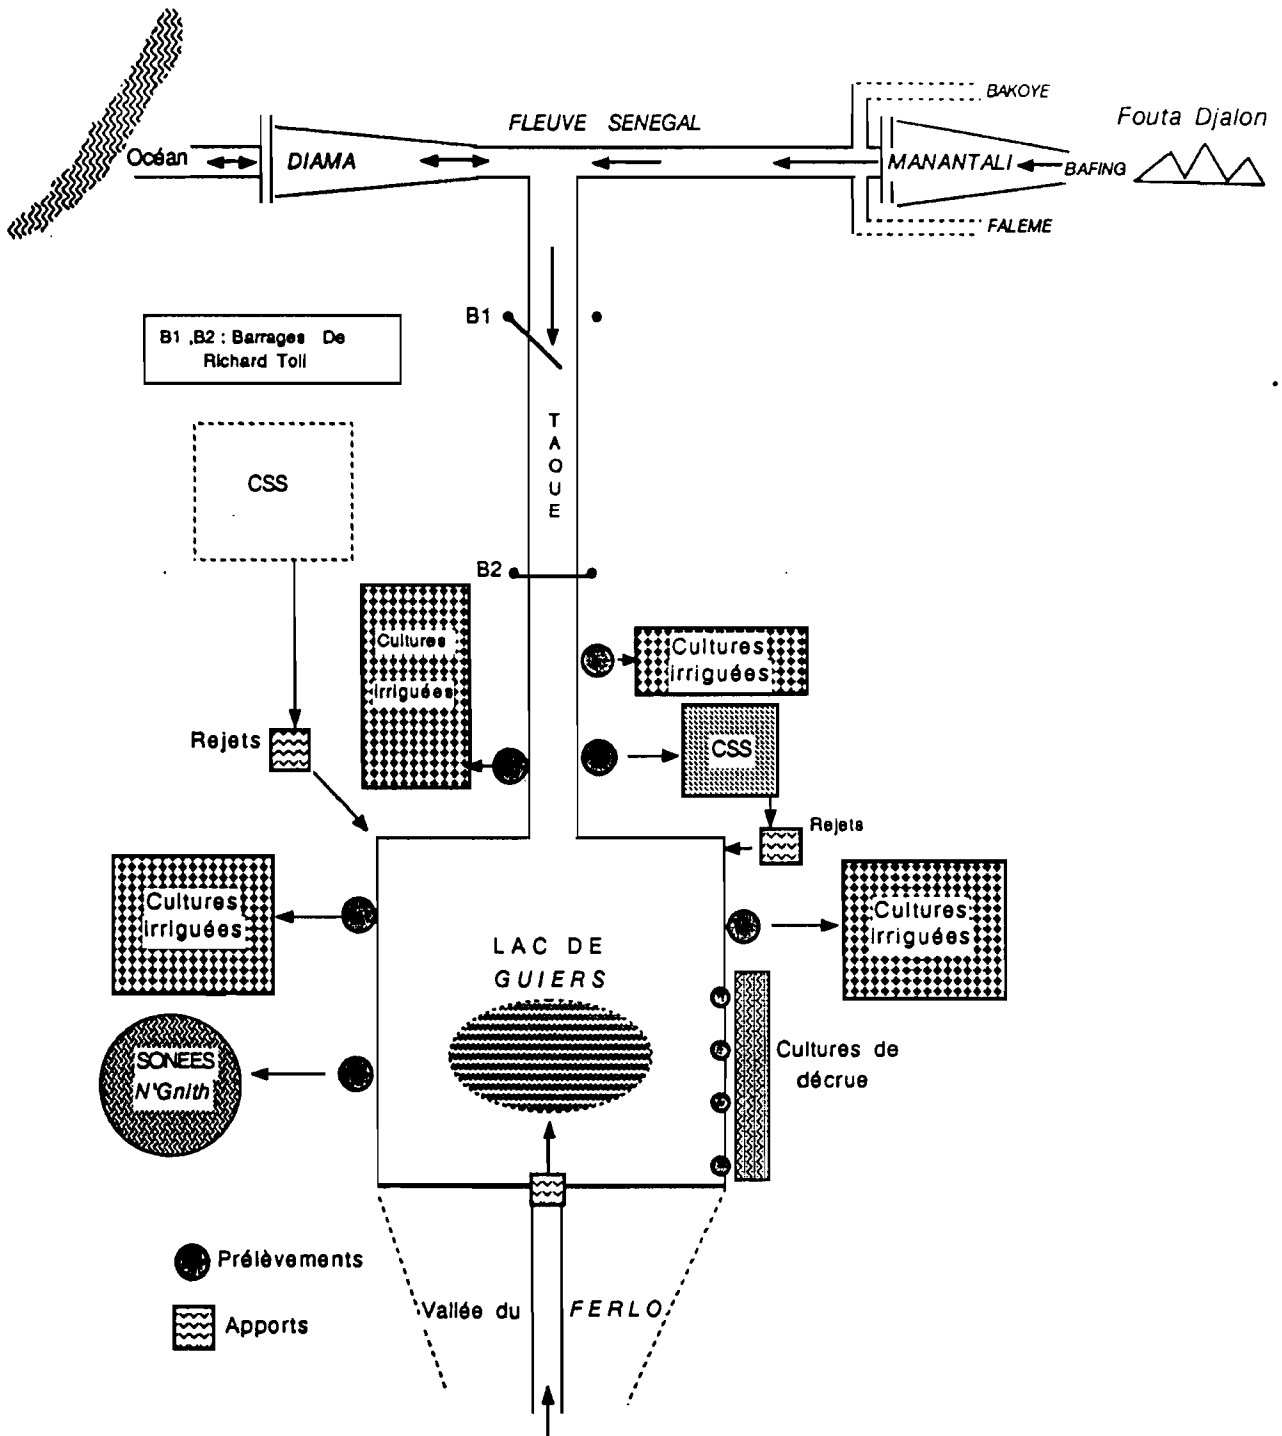 BAKOYE
Fouta Djalon
FLEUVE SENEGAL
Océan
DIAMA
MANANTALI
BAFING
FALEME
B1
B1 ,B2 : Barrages De
Richard Toll
T
A
O
U
E
CSS
B2
Cultures
irriguées
Cultures
irriguées
Rejets
CSS
Rejets
Cultures
irriguées
Cultures
irriguées
LAC DE
GUIERS
SONEES
N'Gnith
Cultures de
décrue
Prélèvements
Vallée du FERLO
Apports